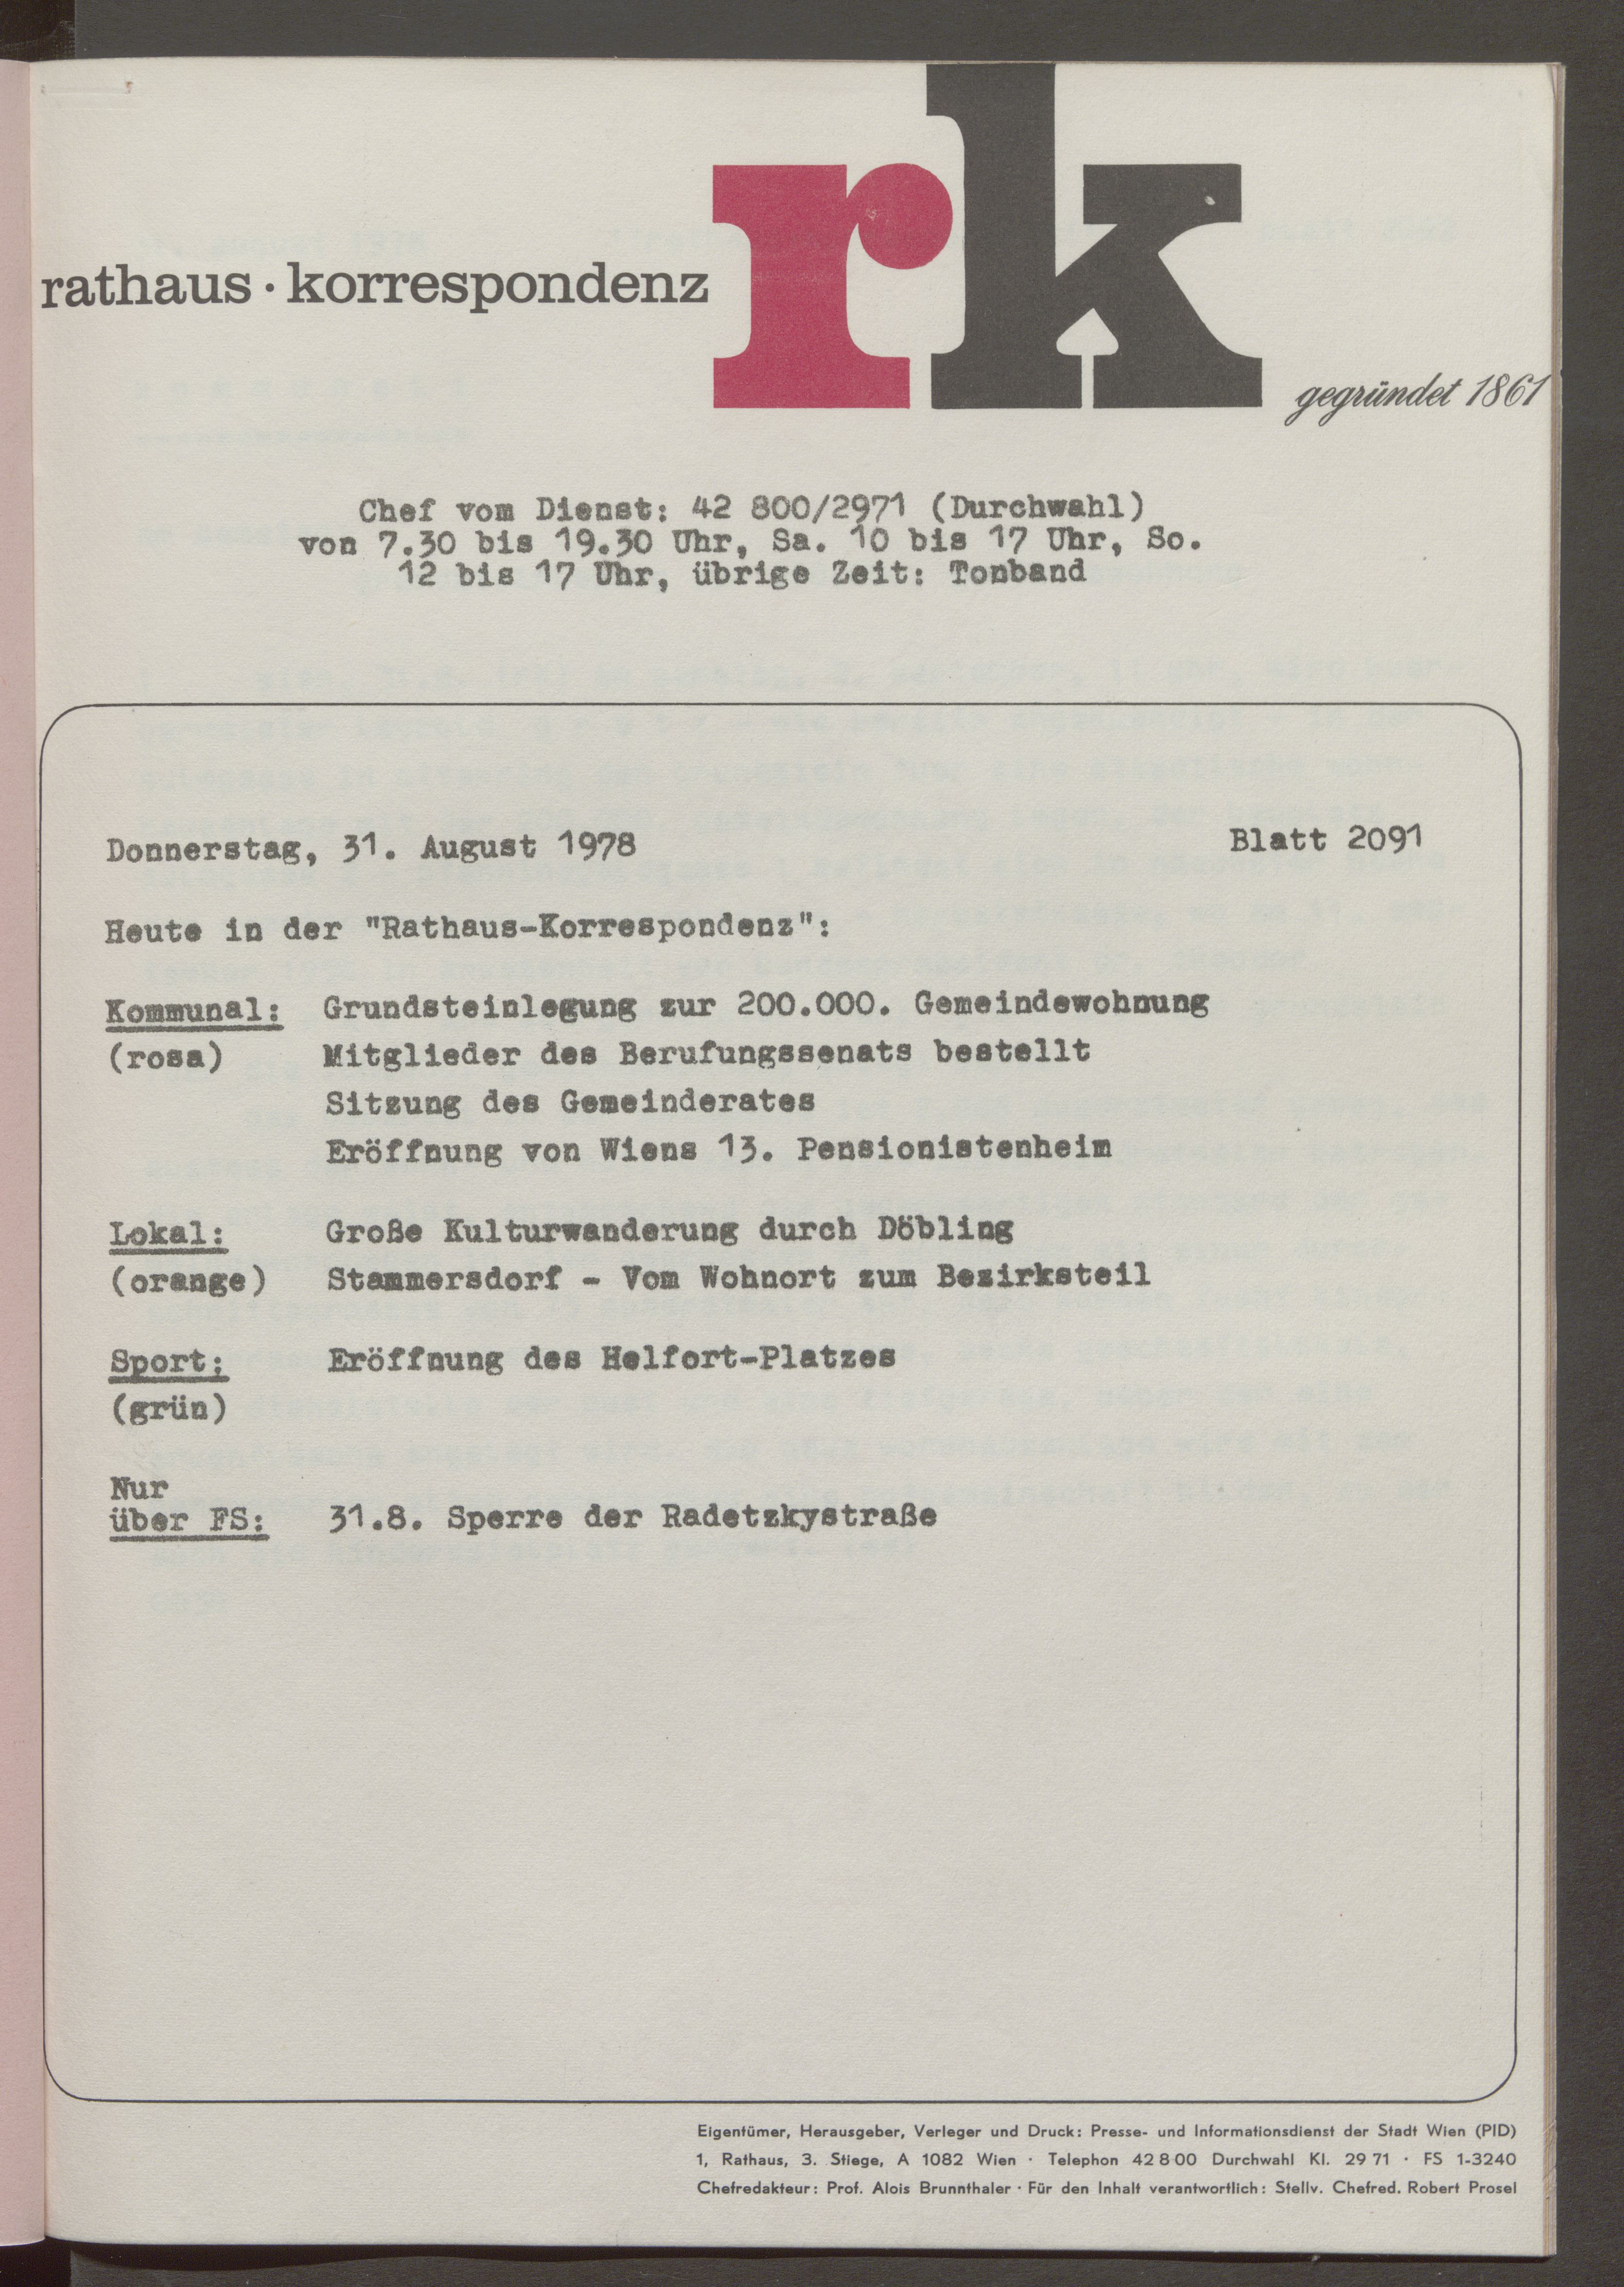 rk
rathaus · korrespondenz
gegründet 1861
Chef vom Dienst: 42 800/2971 (Durchwahl)
von 7.30 bis 19.30 Uhr, Sa. 10 bis 17 Uhr, So.
12 bis 17 Uhr, übrige Zeit: Tonband
Donnerstag, 31. August 1978 Blatt 2091
Heute in der "Rathaus-Korrespondenz":
Kommunal: Grundsteinlegung zur 200.000. Gemeindewohnung
(rosa) Mitglieder des Berufungssenats bestellt
Sitzung des Gemeinderates
Eröffnung von Wiens 13. Pensionistenheim
Lokal: Große Kulturwanderung durch Döbling
(orange) Stammersdorf - Vom Wohnort zum Bezirksteil
Sport: Eröffnung des Helfort-Platzes
(grün)
Nur
über FS: 31.8. Sperre der Radetzkystraße
Eigentümer, Herausgeber, Verleger und Druck: Presse- und Informationsdienst der Stadt Wien (PID)
1, Rathaus, 3. Stiege, A 1082 Wien · Telephon 42 8 00 Durchwahl Kl. 29 71 · FS 1-3240
Chefredakteur: Prof. Alois Brunnthaler · Für den Inhalt verantwortlich: Stellv. Chefred. Robert Prosel